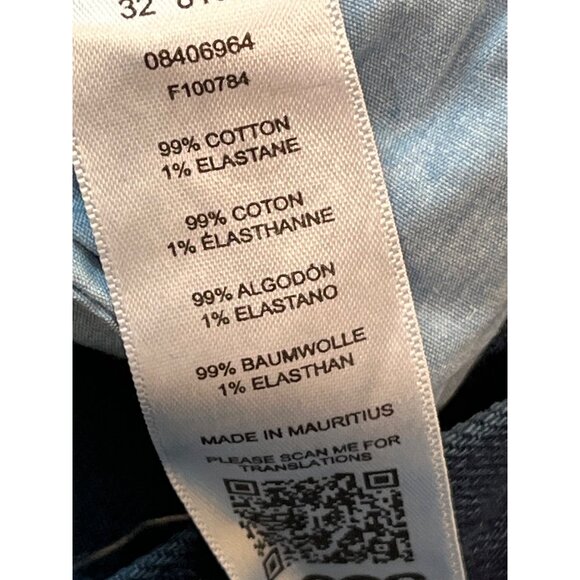 32
08406964
F100784
99% COTTON
1% ELASTANE
99% COTON
1% ÉLASTHANNE
99% ALGODÓN
1% ELASTANO
99% BAUMWOLLE
1% ELASTHAN
MADE IN MAURITIUS
PLEASE SCAN ME FOR
TRANSLATIONS